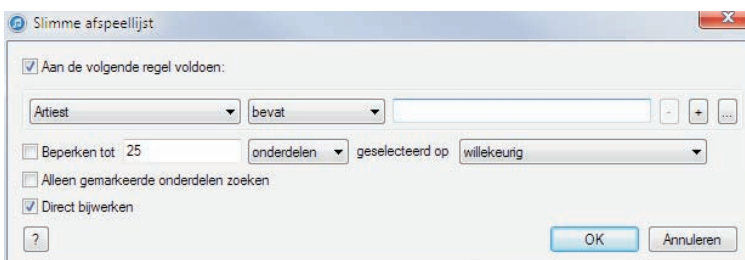 Slimme afspeellijst
Aan de volgende regel voldoen:
Artiest bevat - + ...
Beperken tot 25 onderdelen geselecteerd op willekeurig
Alleen gemarkeerde onderdelen zoeken
Direct bijwerken
? OK Annuleren